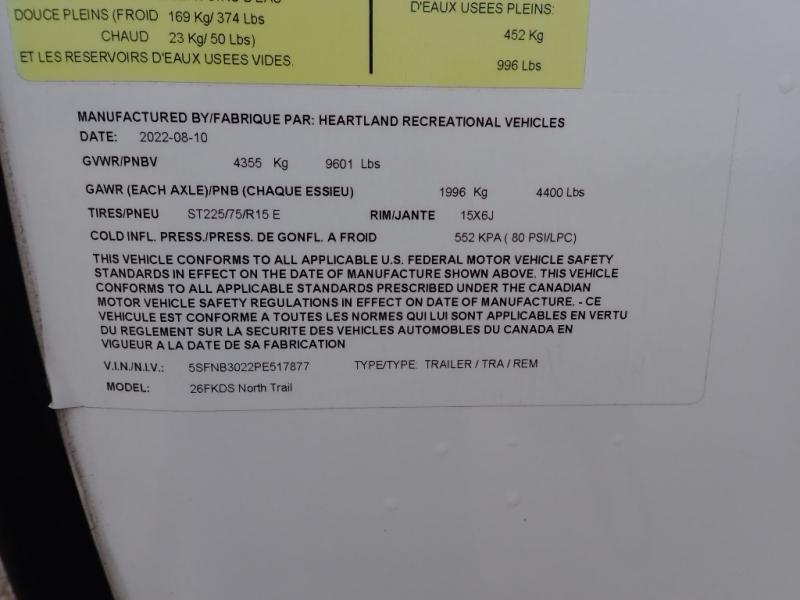 DOUCE PLEINS (FROID 169 Kg/ 374 Lbs
CHAUD 23 Kg/ 50 Lbs)
ET LES RESERVOIRS D'EAUX USEES VIDES.
D'EAUX USEES PLEINS:
452 Kg
996 Lbs
MANUFACTURED BY/FABRIQUE PAR: HEARTLAND RECREATIONAL VEHICLES
DATE: 2022-08-10
GVWR/PNBV 4355 Kg 9601 Lbs
GAWR (EACH AXLE)/PNB (CHAQUE ESSIEU) 1996 Kg 4400 Lbs
TIRES/PNEU ST225/75/R15 E RIM/JANTE 15X6J
COLD INFL. PRESS./PRESS. DE GONFL. A FROID 552 KPA ( 80 PSI/LPC)
THIS VEHICLE CONFORMS TO ALL APPLICABLE U.S. FEDERAL MOTOR VEHICLE SAFETY
STANDARDS IN EFFECT ON THE DATE OF MANUFACTURE SHOWN ABOVE. THIS VEHICLE
CONFORMS TO ALL APPLICABLE STANDARDS PRESCRIBED UNDER THE CANADIAN
MOTOR VEHICLE SAFETY REGULATIONS IN EFFECT ON DATE OF MANUFACTURE. - CE
VEHICULE EST CONFORME A TOUTES LES NORMES QUI LUI SONT APPLICABLES EN VERTU
DU REGLEMENT SUR LA SECURITE DES VEHICLES AUTOMOBILES DU CANADA EN
VIGUEUR A LA DATE DE SA FABRICATION
V.I.N./N.I.V.: 5SFNB3022PE517877 TYPE/TYPE: TRAILER / TRA / REM
MODEL: 26FKDS North Trail